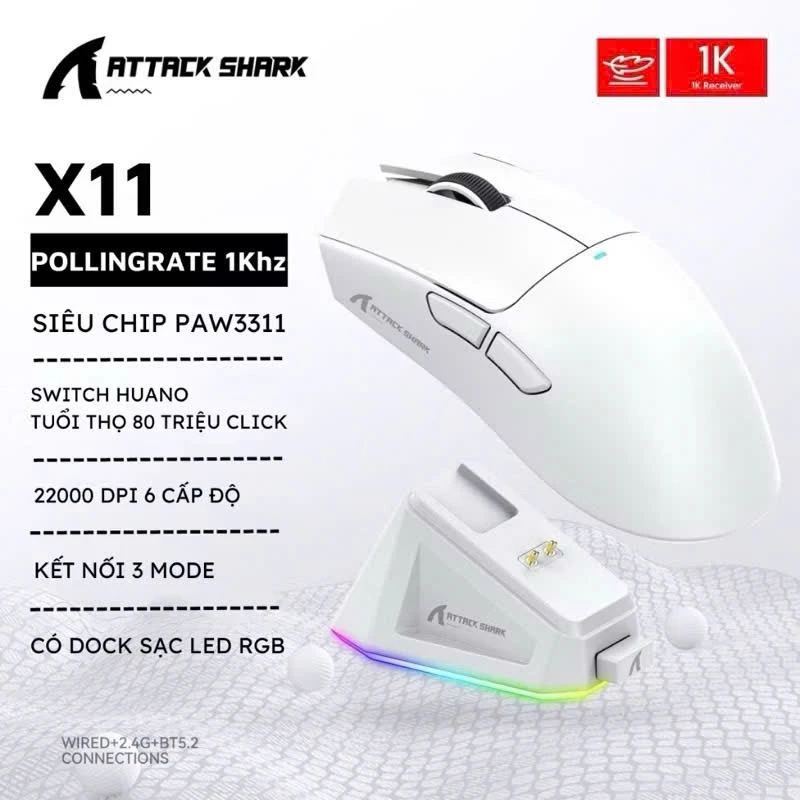 ATTACK SHARK
1K
1K Receiver
X11
POLLINGRATE 1Khz
SIÊU CHIP PAW3311
SWITCH HUANO
TUỔI THỌ 80 TRIỆU CLICK
22000 DPI 6 CẤP ĐỘ
KẾT NỐI 3 MODE
CÓ DOCK SẠC LED RGB
WIRED+2.4G+BT5.2
CONNECTIONS
ATTACK SHARK
ATTACK SHARK